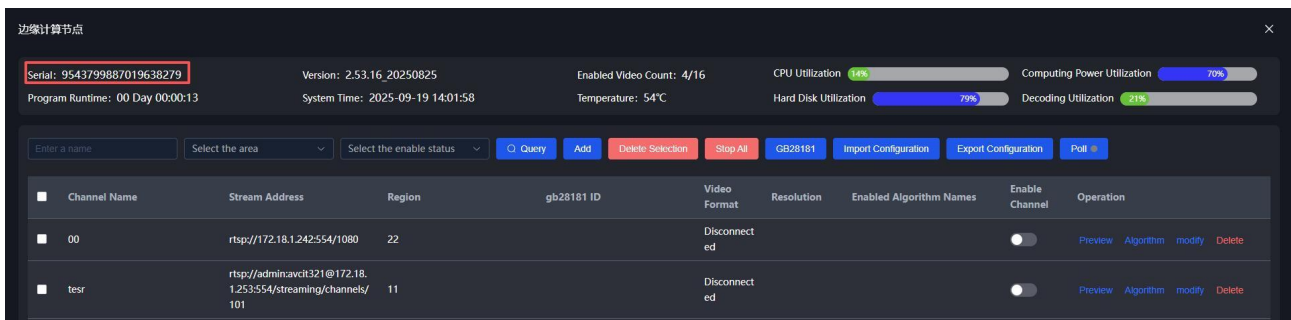 边缘计算节点
Serial: 9543799887019638279 Version: 2.53.16_20250825 Enabled Video Count: 4/16 CPU Utilization 14% Computing Power Utilization 70%
Program Runtime: 00 Day 00:00:13 System Time: 2025-09-19 14:01:58 Temperature: 54℃ Hard Disk Utilization 79% Decoding Utilization 21%
Enter a name Select the area Select the enable status Query Add Delete Selection Stop All GB28181 Import Configuration Export Configuration Poll
Channel Name Stream Address Region gb28181 ID Video Format Resolution Enabled Algorithm Names Enable Channel Operation
00 rtsp://172.18.1.242:554/1080 22 Disconnected Preview Algorithm modify Delete
tesr rtsp://admin:avcit321@172.18.1.253:554/streaming/channels/101 11 Disconnected Preview Algorithm modify Delete